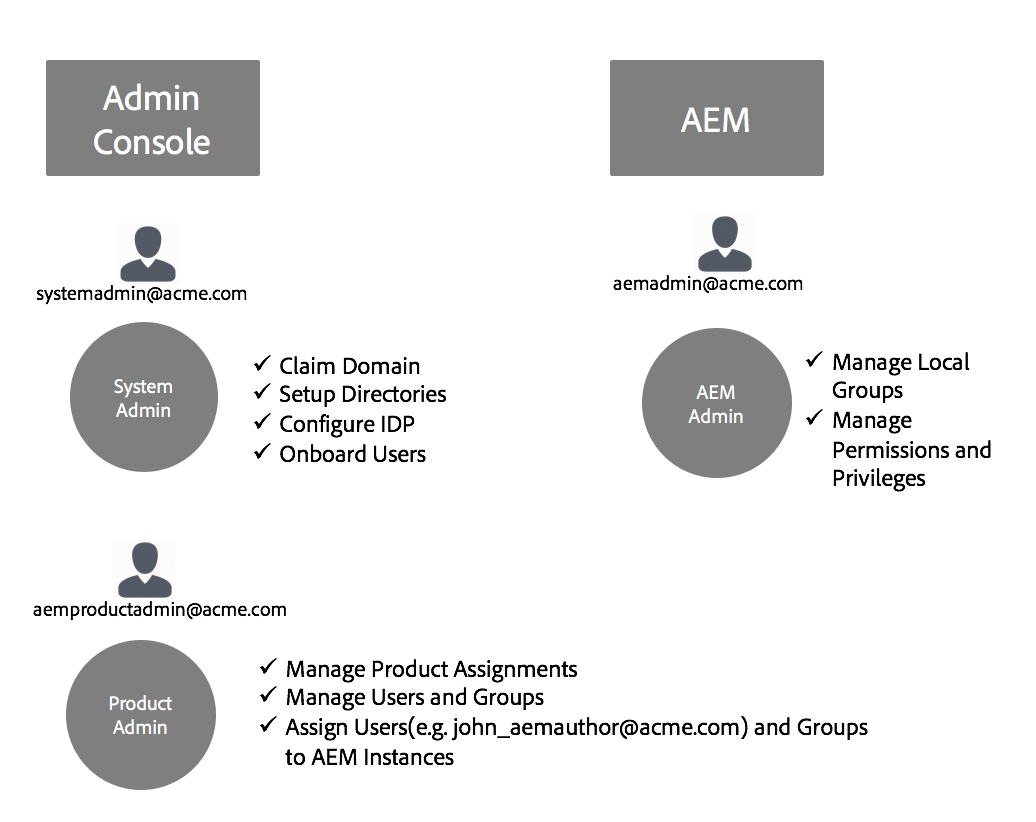 Admin
Console
AEM
systemadmin@acme.com
aemadmin@acme.com
System
Admin
✓ Claim Domain
✓ Setup Directories
✓ Configure IDP
✓ Onboard Users
AEM
Admin
✓ Manage Local
Groups
✓ Manage
Permissions and
Privileges
aemproductadmin@acme.com
Product
Admin
✓ Manage Product Assignments
✓ Manage Users and Groups
✓ Assign Users(e.g. john_aemauthor@acme.com) and Groups
to AEM Instances